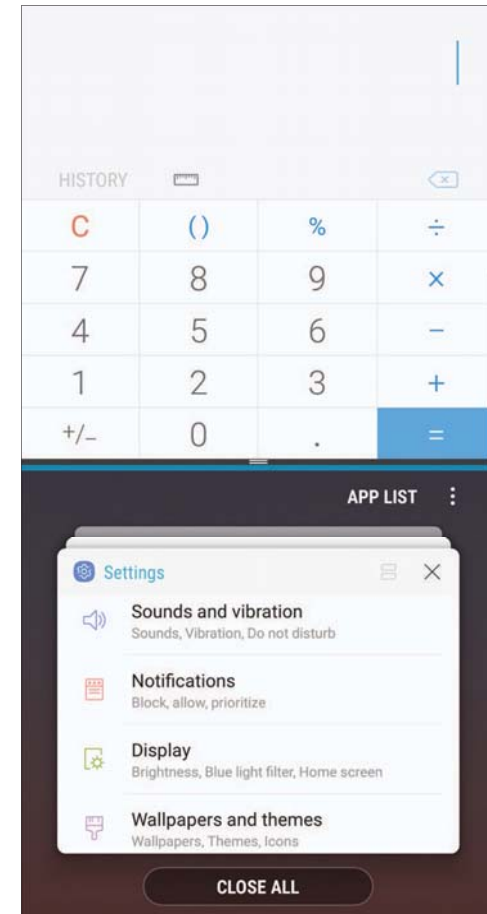 HISTORY
C () % ÷
7 8 9 ×
4 5 6 −
1 2 3 +
+/− 0 . =
APP LIST
Settings
Sounds and vibration
Sounds, Vibration, Do not disturb
Notifications
Block, allow, prioritize
Display
Brightness, Blue light filter, Home screen
Wallpapers and themes
Wallpapers, Themes, Icons
CLOSE ALL